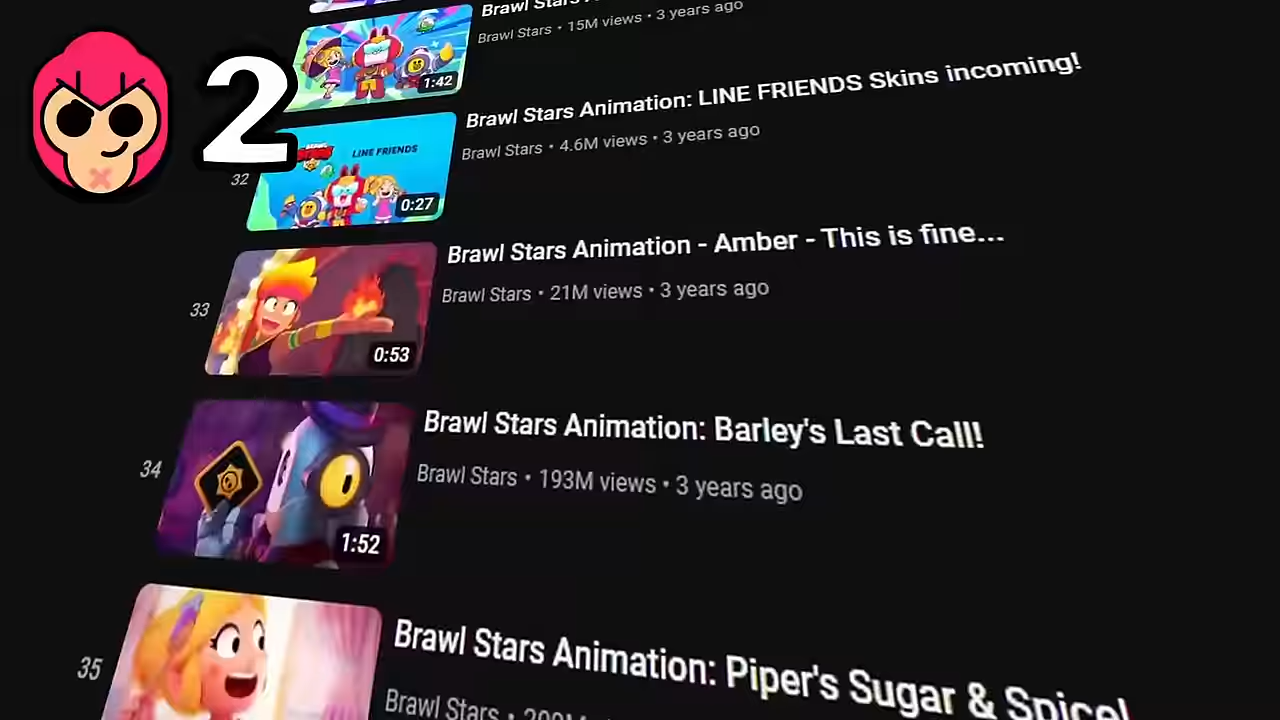 2
Brawl Stars
Brawl Stars • 15M views • 3 years ago
1:42
Brawl Stars Animation: LINE FRIENDS Skins incoming!
Brawl Stars • 4.6M views • 3 years ago
32
LINE FRIENDS
0:27
Brawl Stars Animation - Amber - This is fine...
Brawl Stars • 21M views • 3 years ago
33
0:53
Brawl Stars Animation: Barley's Last Call!
Brawl Stars • 193M views • 3 years ago
34
1:52
Brawl Stars Animation: Piper's Sugar & Spice!
Brawl Stars •
35